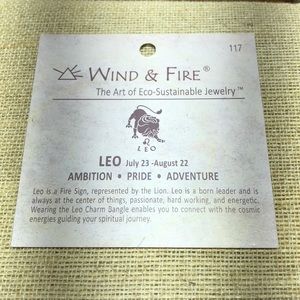 117
WIND & FIRE®
The Art of Eco-Sustainable Jewelry™
LEO
LEO July 23 -August 22
AMBITION • PRIDE • ADVENTURE
Leo is a Fire Sign, represented by the Lion. Leo is a born leader and is
always at the center of things, passionate, hard working, and energetic.
Wearing the Leo Charm Bangle enables you to connect with the cosmic
energies guiding your spiritual journey.